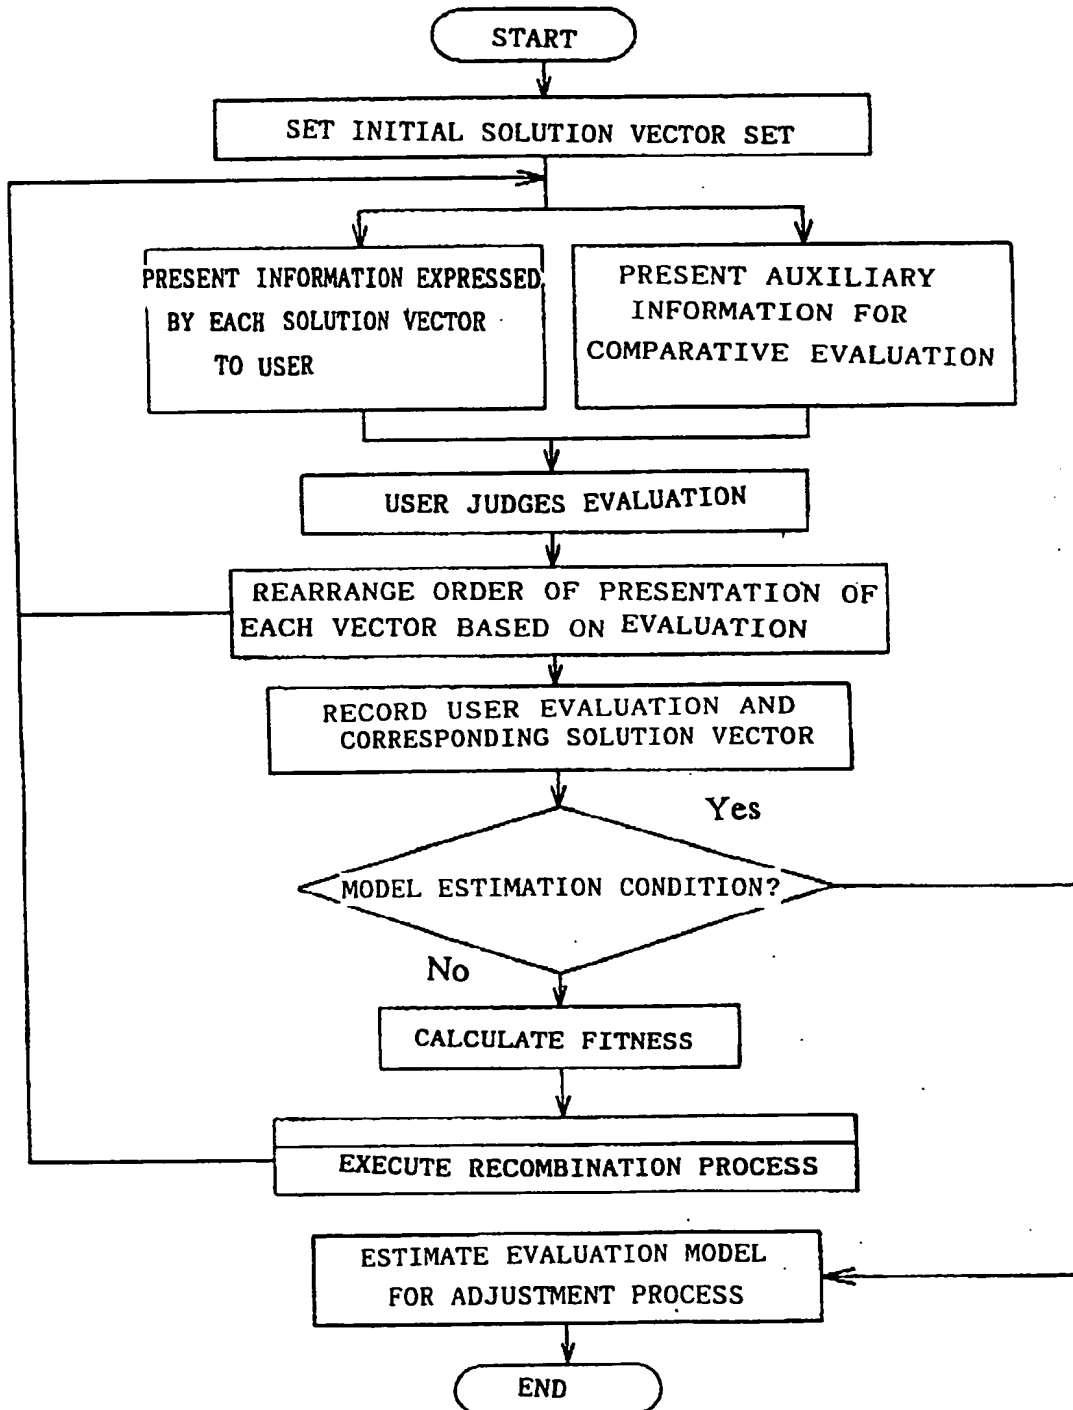 START
SET INITIAL SOLUTION VECTOR SET
PRESENT INFORMATION EXPRESSED
BY EACH SOLUTION VECTOR
TO USER
PRESENT AUXILIARY
INFORMATION FOR
COMPARATIVE EVALUATION
USER JUDGES EVALUATION
REARRANGE ORDER OF PRESENTATION OF
EACH VECTOR BASED ON EVALUATION
RECORD USER EVALUATION AND
CORRESPONDING SOLUTION VECTOR
Yes
MODEL ESTIMATION CONDITION?
No
CALCULATE FITNESS
EXECUTE RECOMBINATION PROCESS
ESTIMATE EVALUATION MODEL
FOR ADJUSTMENT PROCESS
END